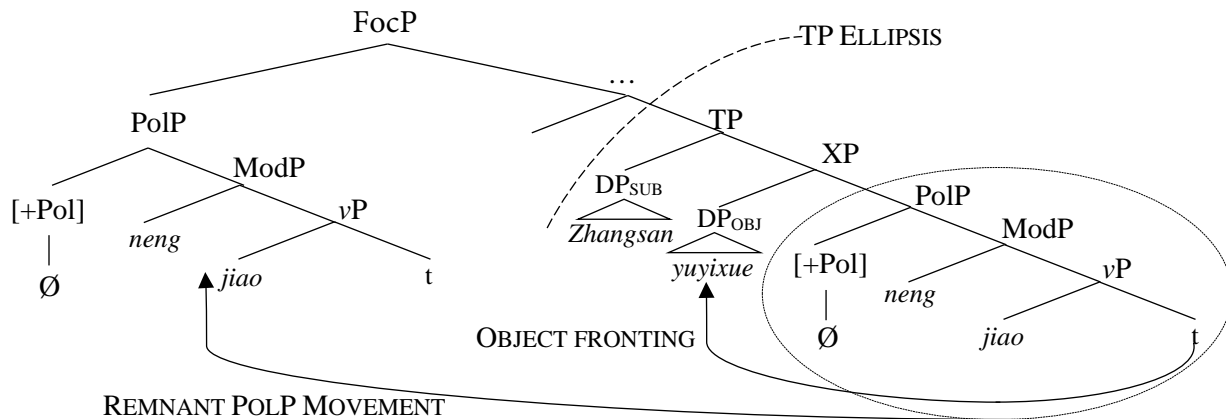 FocP
TP ELLIPSIS
…
PolP
TP
ModP
XP
[+Pol]
neng
vP
DPSUB
PolP
Zhangsan
DPOBJ
[+Pol]
ModP
Ø
jiao
t
yuyixue
neng
vP
OBJECT FRONTING
Ø
jiao
t
REMNANT POLP MOVEMENT